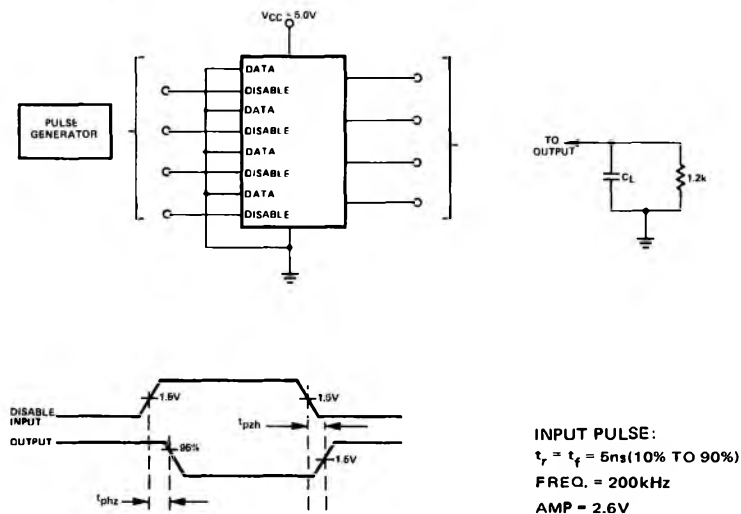 VCC = 5.0V
PULSE
GENERATOR
DATA
DISABLE
DATA
DISABLE
DATA
DISABLE
DATA
DISABLE
TO
OUTPUT
CL
1.2k
DISABLE
INPUT
1.5V
1.5V
tpzh
OUTPUT
95%
1.5V
tphz
INPUT PULSE:
tr = tf = 5ns(10% TO 90%)
FREQ. = 200kHz
AMP = 2.6V